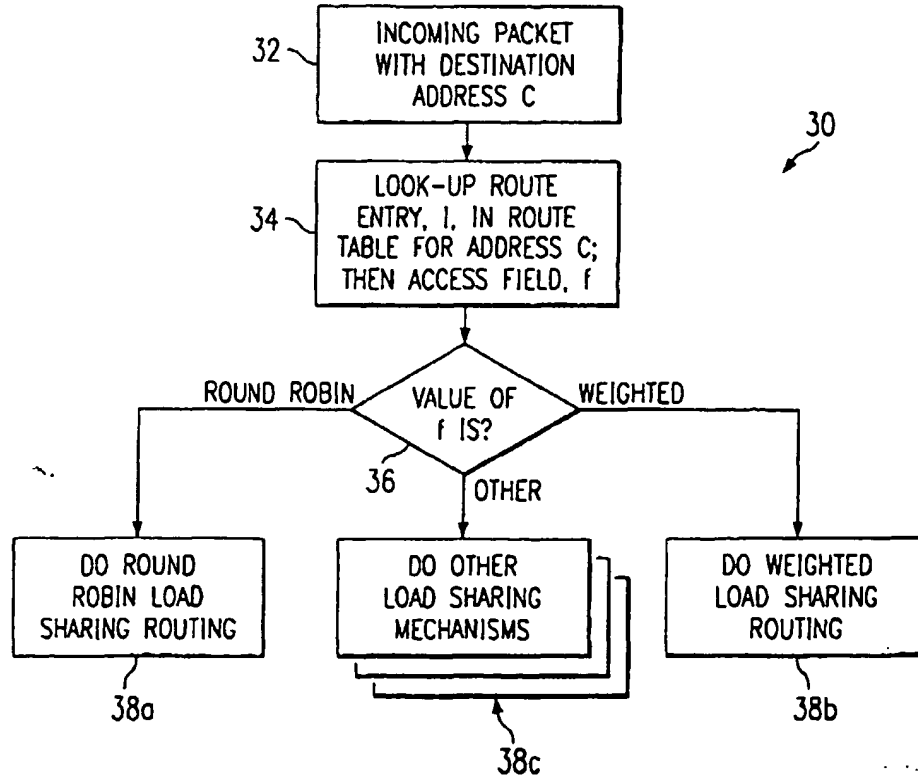 32
INCOMING PACKET
WITH DESTINATION
ADDRESS C
30
34
LOOK-UP ROUTE
ENTRY, I, IN ROUTE
TABLE FOR ADDRESS C;
THEN ACCESS FIELD, f
ROUND ROBIN
VALUE OF
f IS?
WEIGHTED
36
OTHER
DO ROUND
ROBIN LOAD
SHARING ROUTING
DO OTHER
LOAD SHARING
MECHANISMS
DO WEIGHTED
LOAD SHARING
ROUTING
38a
38c
38b